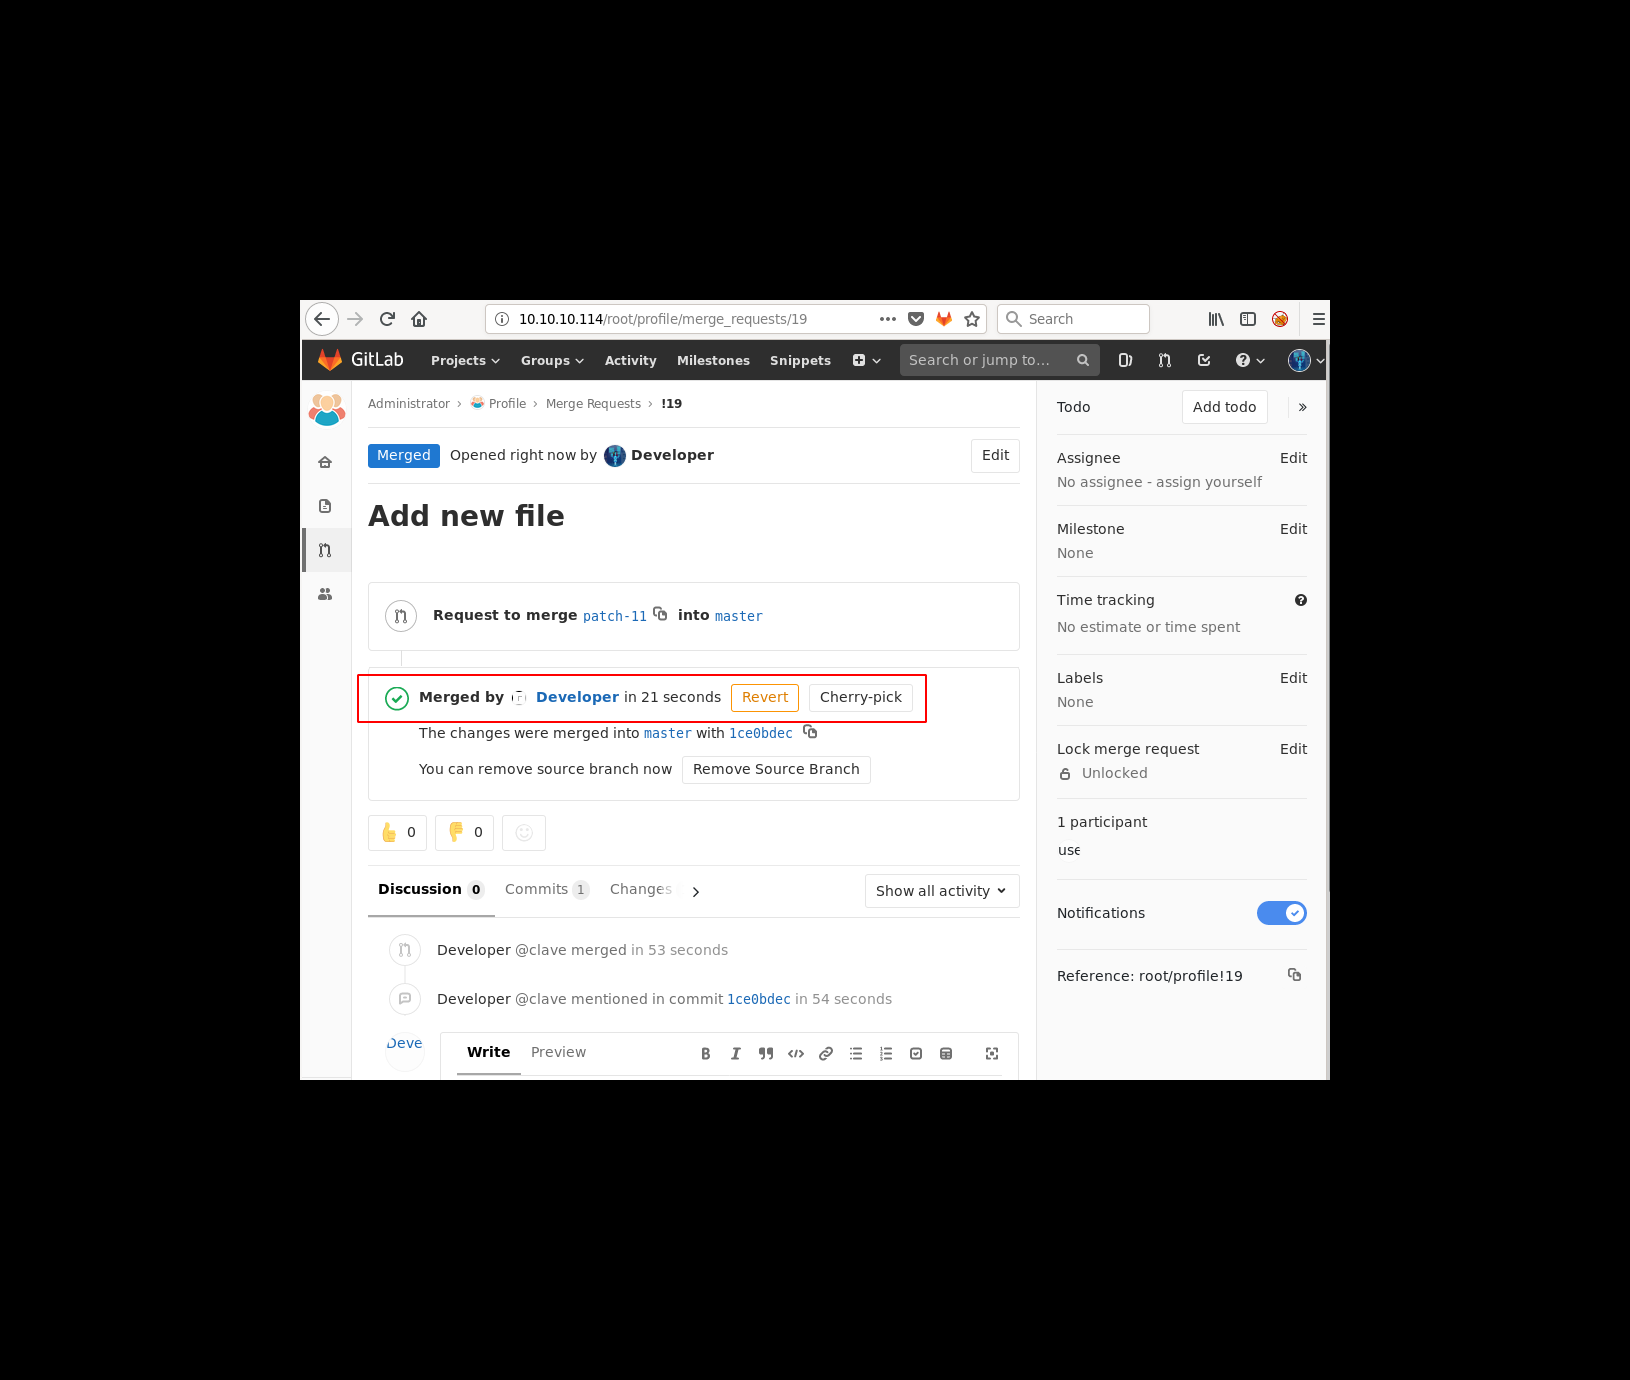 10.10.10.114/root/profile/merge_requests/19
Search
GitLab Projects Groups Activity Milestones Snippets Search or jump to…
Administrator › Profile › Merge Requests › !19
Merged Opened right now by Developer Edit
Add new file
Request to merge patch-11 into master
Merged by Developer in 21 seconds Revert Cherry-pick
The changes were merged into master with 1ce0bdec
You can remove source branch now Remove Source Branch
0 0
Discussion 0 Commits 1 Changes Show all activity
Developer @clave merged in 53 seconds
Developer @clave mentioned in commit 1ce0bdec in 54 seconds
Deve
Write Preview
Todo Add todo »
Assignee Edit
No assignee - assign yourself
Milestone Edit
None
Time tracking
No estimate or time spent
Labels Edit
None
Lock merge request Edit
Unlocked
1 participant
use
Notifications
Reference: root/profile!19